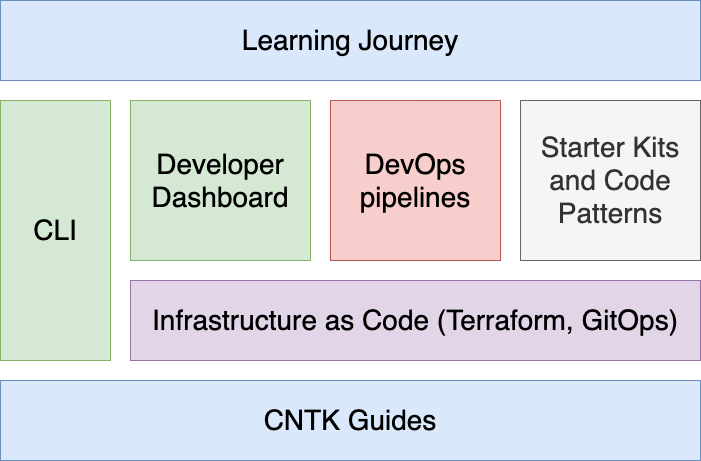 Learning Journey
CLI
Developer
Dashboard
DevOps
pipelines
Starter Kits
and Code
Patterns
Infrastructure as Code (Terraform, GitOps)
CNTK Guides